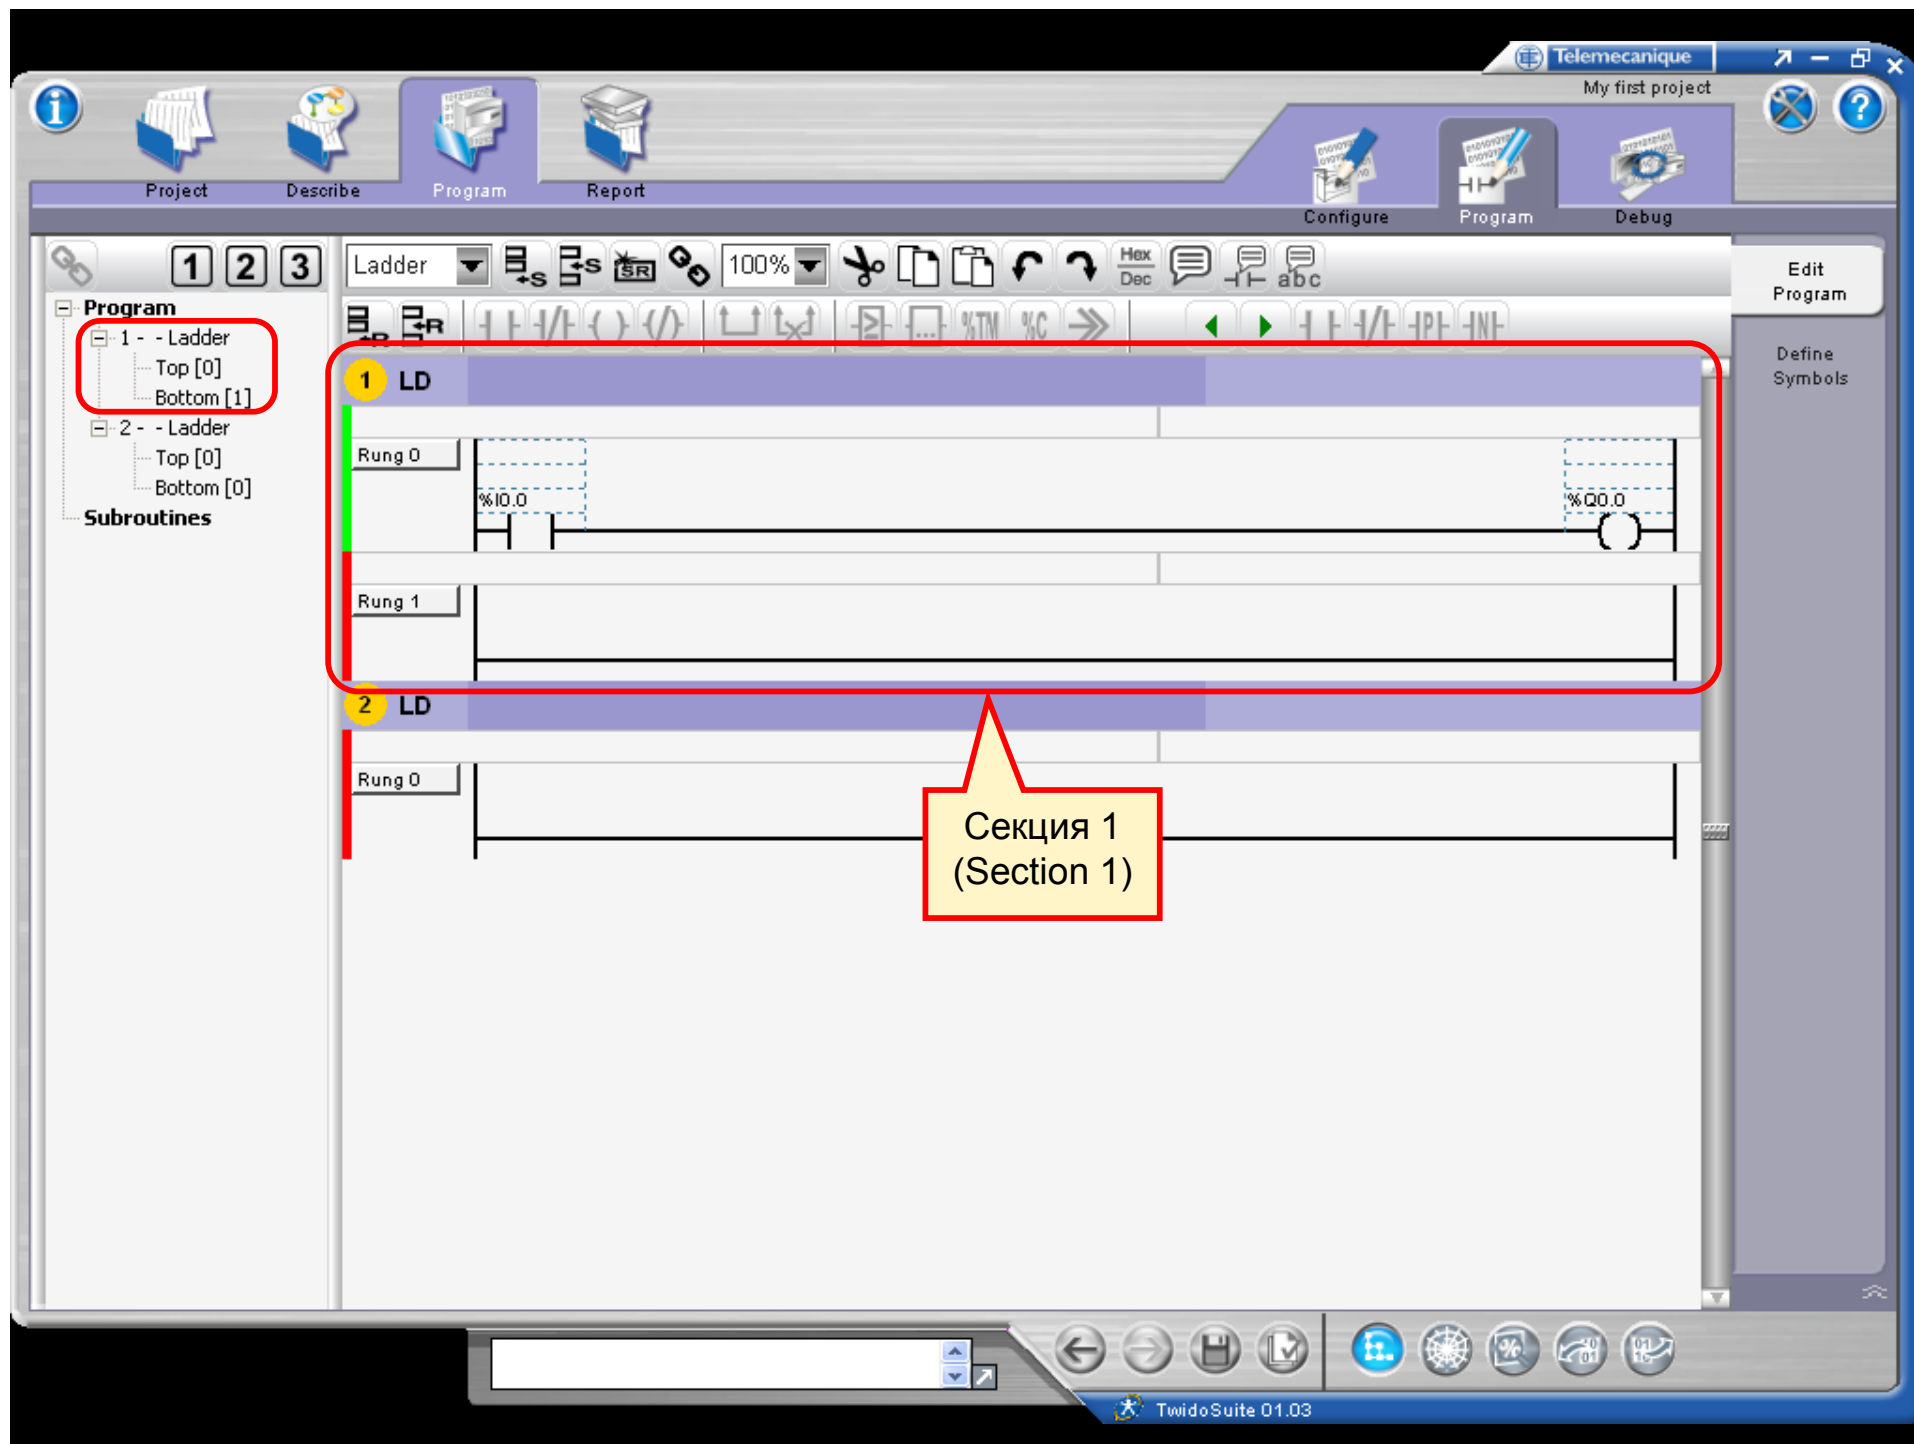 Telemecanique
My first project
Project
Describe
Program
Report
Configure
Program
Debug
1 2 3
Ladder
S
S
SR
100%
Hex
Dec
abc
Edit
Program
Define
Symbols
R
R
%TM
%C
P
N
Program
1 - - Ladder
Top [0]
Bottom [1]
2 - - Ladder
Top [0]
Bottom [0]
Subroutines
1 LD
Rung 0
%I0.0
%Q0.0
Rung 1
2 LD
Rung 0
Секция 1
(Section 1)
TwidoSuite 01.03